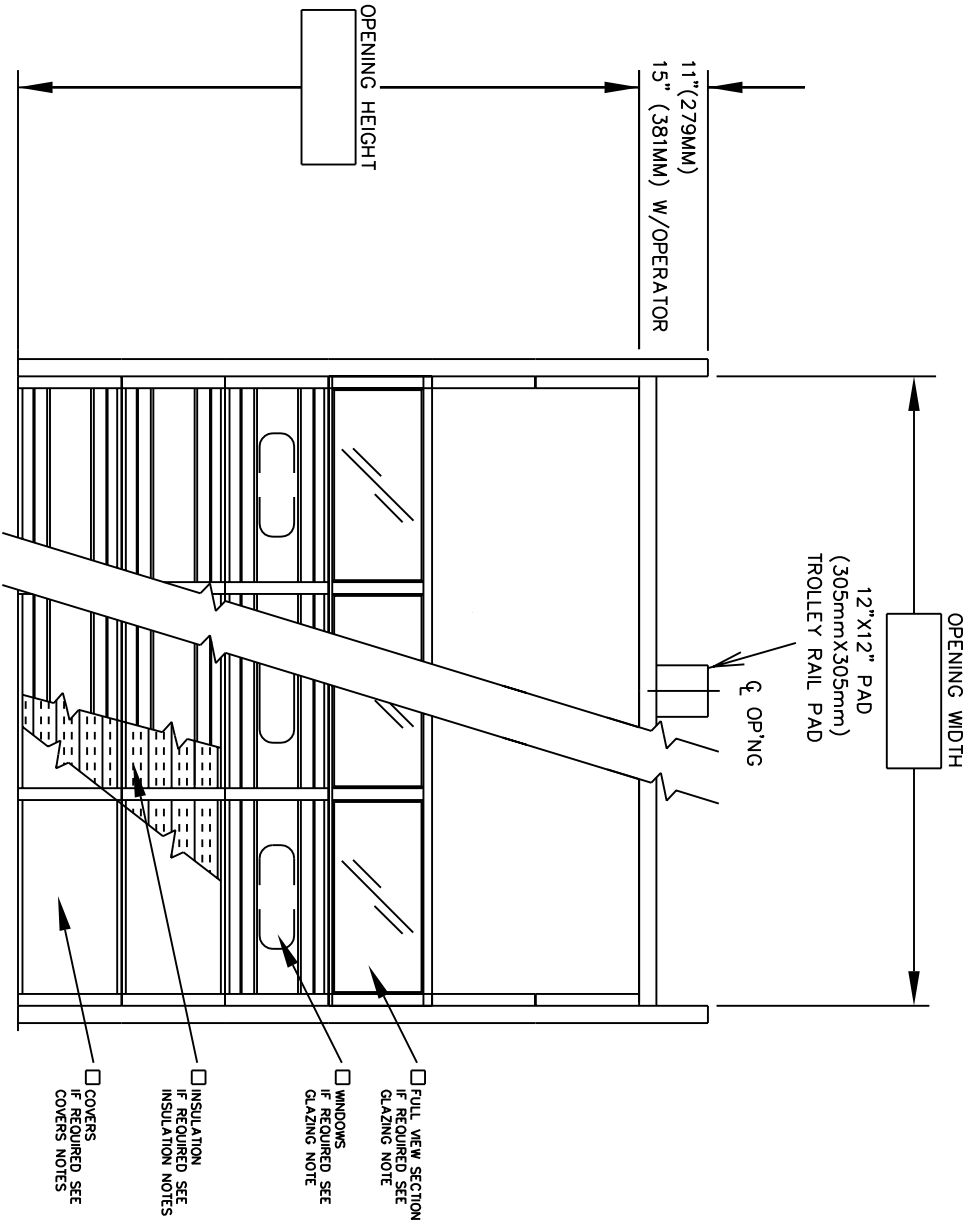 OPENING WIDTH
12"X12" PAD
(305mmX305mm)
TROLLEY RAIL PAD
℄ OP'NG
11"(279MM)
15" (381MM) W/OPERATOR
OPENING HEIGHT
FULL VIEW SECTION
IF REQUIRED SEE
GLAZING NOTE
WINDOWS
IF REQUIRED SEE
GLAZING NOTE
INSULATION
IF REQUIRED SEE
INSULATION NOTES
COVERS
IF REQUIRED SEE
COVERS NOTES